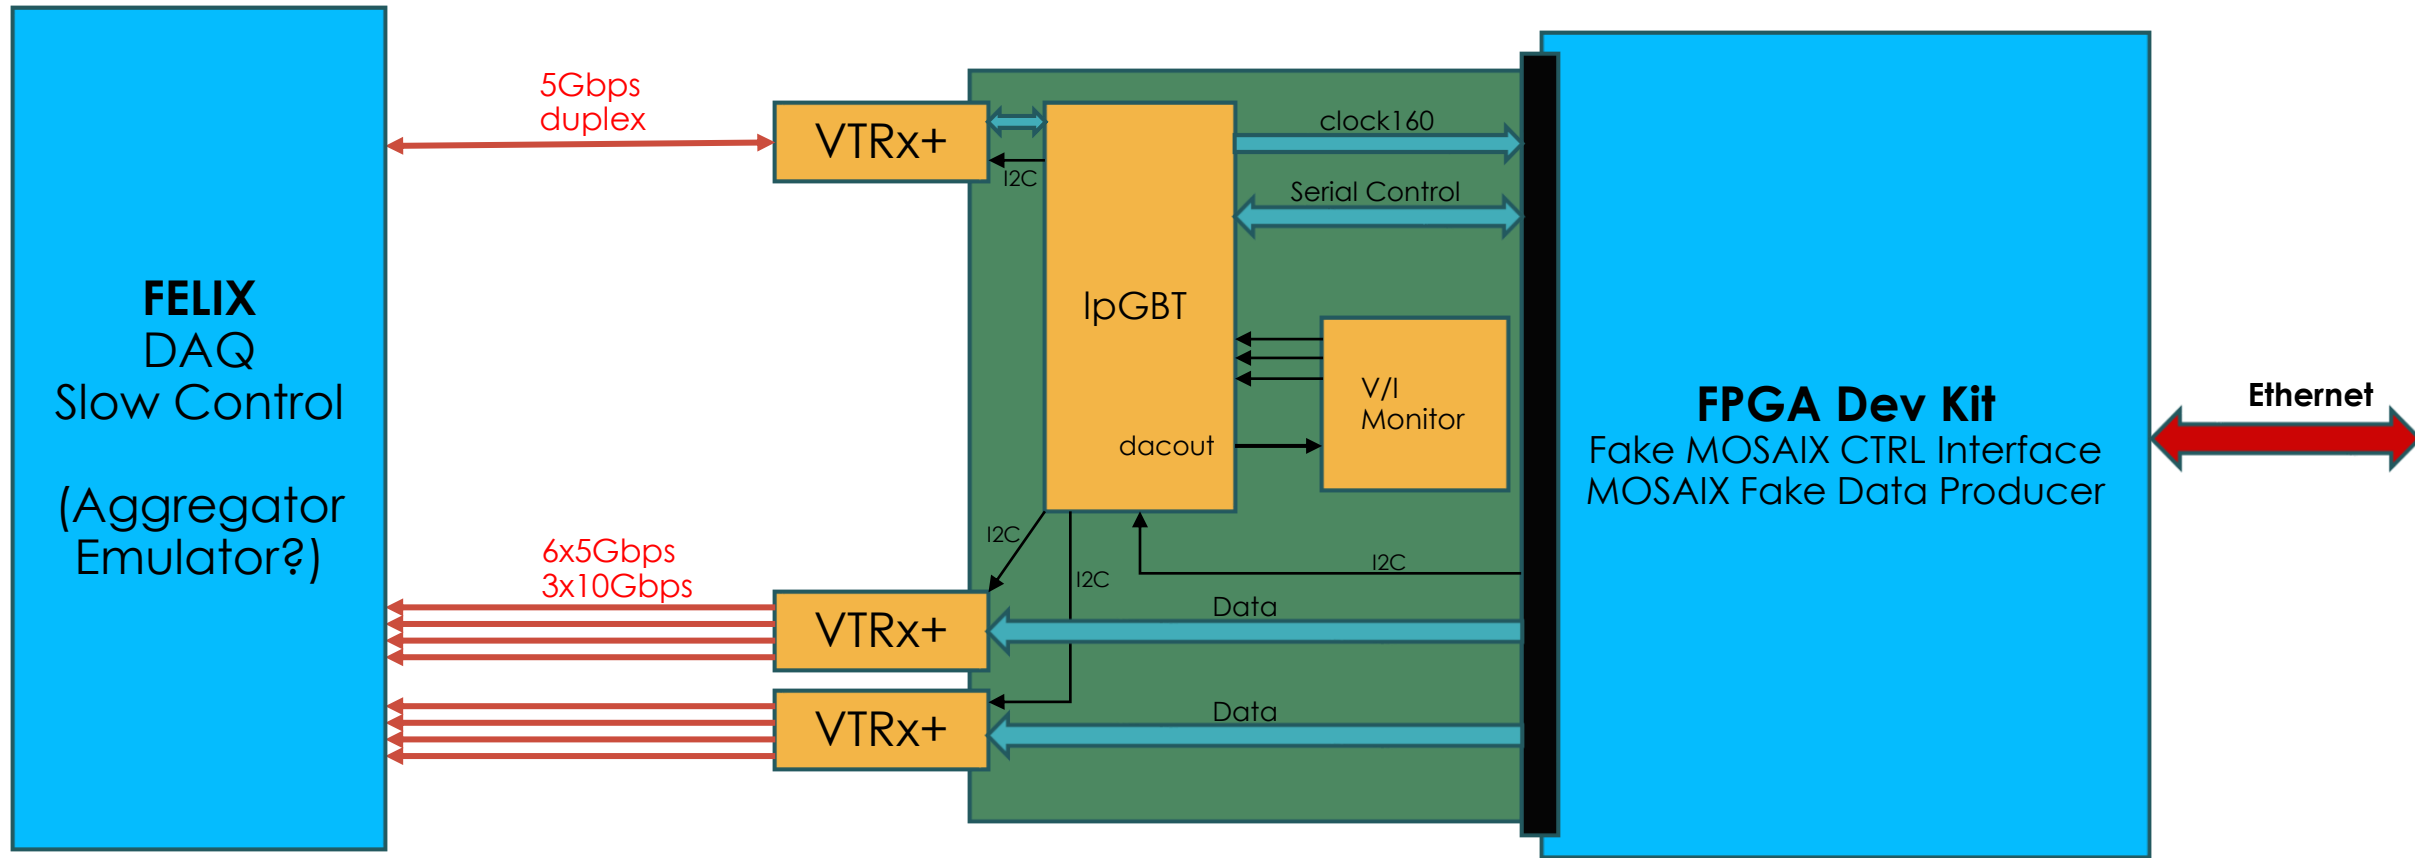 FELIX
DAQ
Slow Control
(Aggregator
Emulator?)
5Gbps
duplex
6x5Gbps
3x10Gbps
VTRx+
I2C
lpGBT
clock160
Serial Control
V/I
Monitor
dacout
I2C
I2C
I2C
VTRx+
Data
VTRx+
Data
FPGA Dev Kit
Fake MOSAIX CTRL Interface
MOSAIX Fake Data Producer
Ethernet